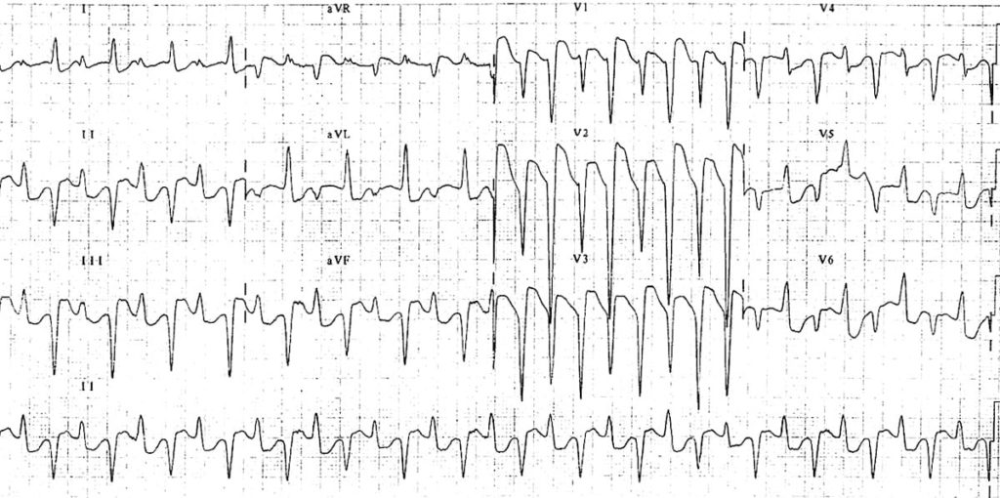 I aVR V1 V4
II aVL V2 V5
III aVF V3 V6
II